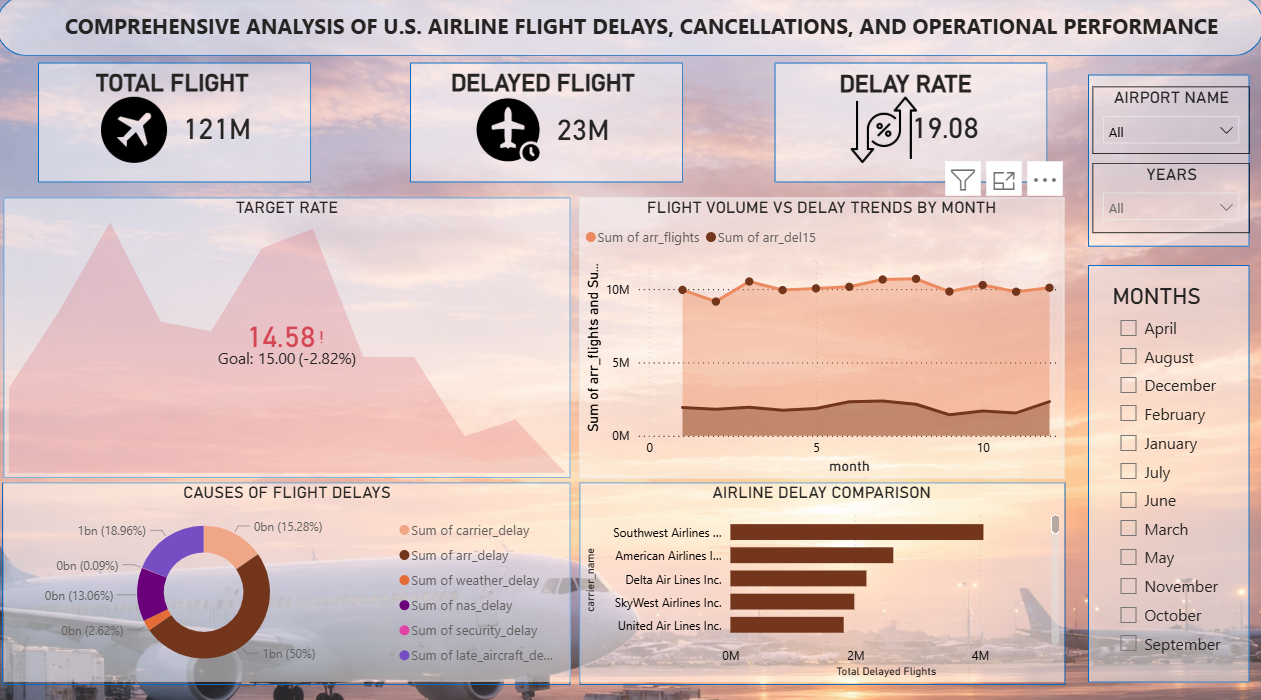 COMPREHENSIVE ANALYSIS OF U.S. AIRLINE FLIGHT DELAYS, CANCELLATIONS, AND OPERATIONAL PERFORMANCE
TOTAL FLIGHT
121M
DELAYED FLIGHT
23M
DELAY RATE
%
19.08
AIRPORT NAME
All
YEARS
All
TARGET RATE
14.58!
Goal: 15.00 (-2.82%)
FLIGHT VOLUME VS DELAY TRENDS BY MONTH
Sum of arr_flights
Sum of arr_del15
Sum of arr_flights and Su...
10M
5M
0M
0
5
10
month
MONTHS
April
August
December
February
January
July
June
March
May
November
October
September
CAUSES OF FLIGHT DELAYS
1bn (18.96%)
0bn (15.28%)
0bn (0.09%)
0bn (13.06%)
0bn (2.62%)
1bn (50%)
Sum of carrier_delay
Sum of arr_delay
Sum of weather_delay
Sum of nas_delay
Sum of security_delay
Sum of late_aircraft_de...
AIRLINE DELAY COMPARISON
carrier_name
Southwest Airlines ...
American Airlines I...
Delta Air Lines Inc.
SkyWest Airlines Inc.
United Air Lines Inc.
0M
2M
4M
Total Delayed Flights